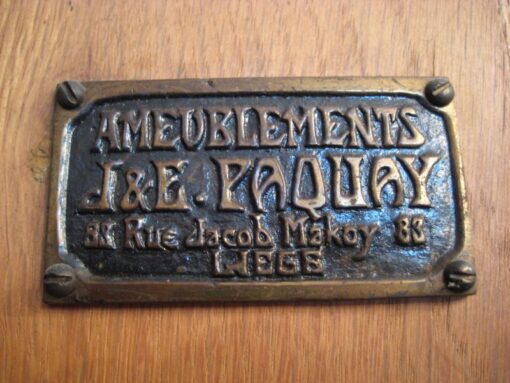 AMEUBLEMENTS
J&E. PAQUAY
83 Rue Jacob Makoy 83
LIEGE